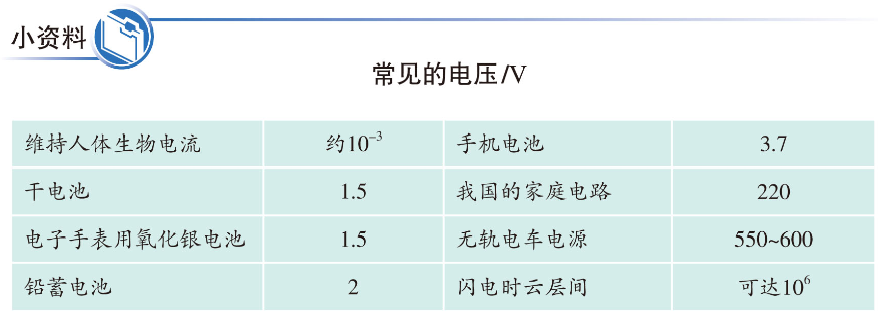 小资料
常见的电压/V
维持人体生物电流 约10⁻³ 手机电池 3.7
干电池 1.5 我国的家庭电路 220
电子手表用氧化银电池 1.5 无轨电车电源 550~600
铅蓄电池 2 闪电时云层间 可达10⁶